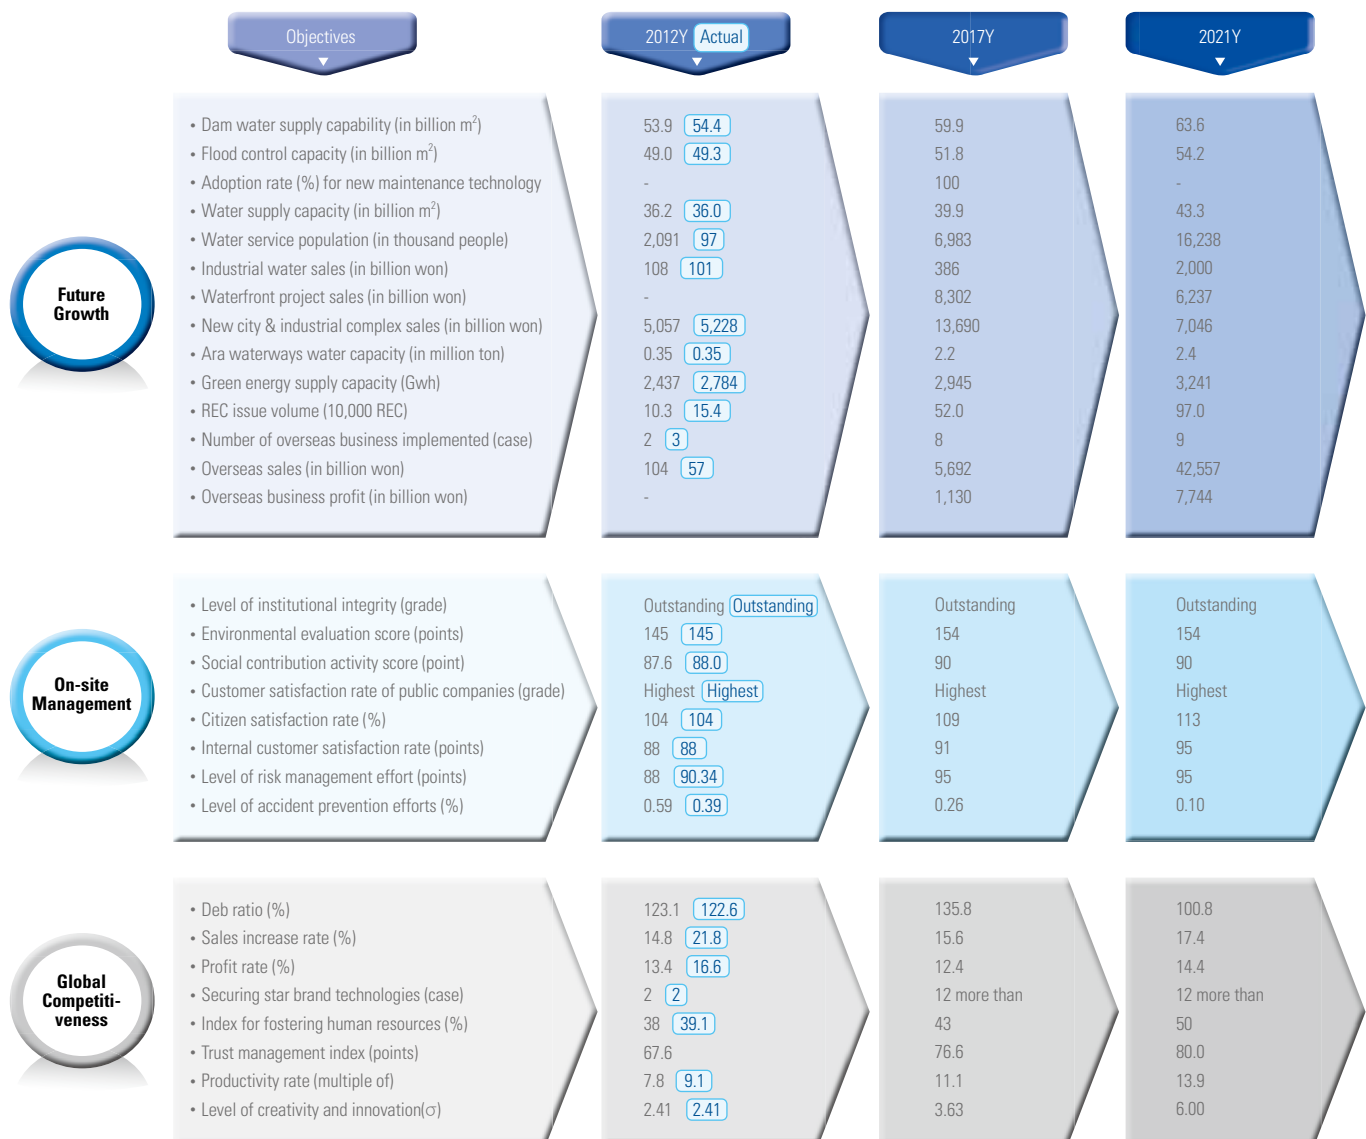 Objectives 2012Y Actual 2017Y 2021Y
Future
Growth
• Dam water supply capability (in billion m²) 53.9 54.4 59.9 63.6
• Flood control capacity (in billion m²) 49.0 49.3 51.8 54.2
• Adoption rate (%) for new maintenance technology - 100 -
• Water supply capacity (in billion m²) 36.2 36.0 39.9 43.3
• Water service population (in thousand people) 2,091 97 6,983 16,238
• Industrial water sales (in billion won) 108 101 386 2,000
• Waterfront project sales (in billion won) - 8,302 6,237
• New city & industrial complex sales (in billion won) 5,057 5,228 13,690 7,046
• Ara waterways water capacity (in million ton) 0.35 0.35 2.2 2.4
• Green energy supply capacity (Gwh) 2,437 2,784 2,945 3,241
• REC issue volume (10,000 REC) 10.3 15.4 52.0 97.0
• Number of overseas business implemented (case) 2 3 8 9
• Overseas sales (in billion won) 104 57 5,692 42,557
• Overseas business profit (in billion won) - 1,130 7,744
On-site
Management
• Level of institutional integrity (grade) Outstanding Outstanding Outstanding Outstanding
• Environmental evaluation score (points) 145 145 154 154
• Social contribution activity score (point) 87.6 88.0 90 90
• Customer satisfaction rate of public companies (grade) Highest Highest Highest Highest
• Citizen satisfaction rate (%) 104 104 109 113
• Internal customer satisfaction rate (points) 88 88 91 95
• Level of risk management effort (points) 88 90.34 95 95
• Level of accident prevention efforts (%) 0.59 0.39 0.26 0.10
Global
Competiti-
veness
• Deb ratio (%) 123.1 122.6 135.8 100.8
• Sales increase rate (%) 14.8 21.8 15.6 17.4
• Profit rate (%) 13.4 16.6 12.4 14.4
• Securing star brand technologies (case) 2 2 12 more than 12 more than
• Index for fostering human resources (%) 38 39.1 43 50
• Trust management index (points) 67.6 76.6 80.0
• Productivity rate (multiple of) 7.8 9.1 11.1 13.9
• Level of creativity and innovation(σ) 2.41 2.41 3.63 6.00